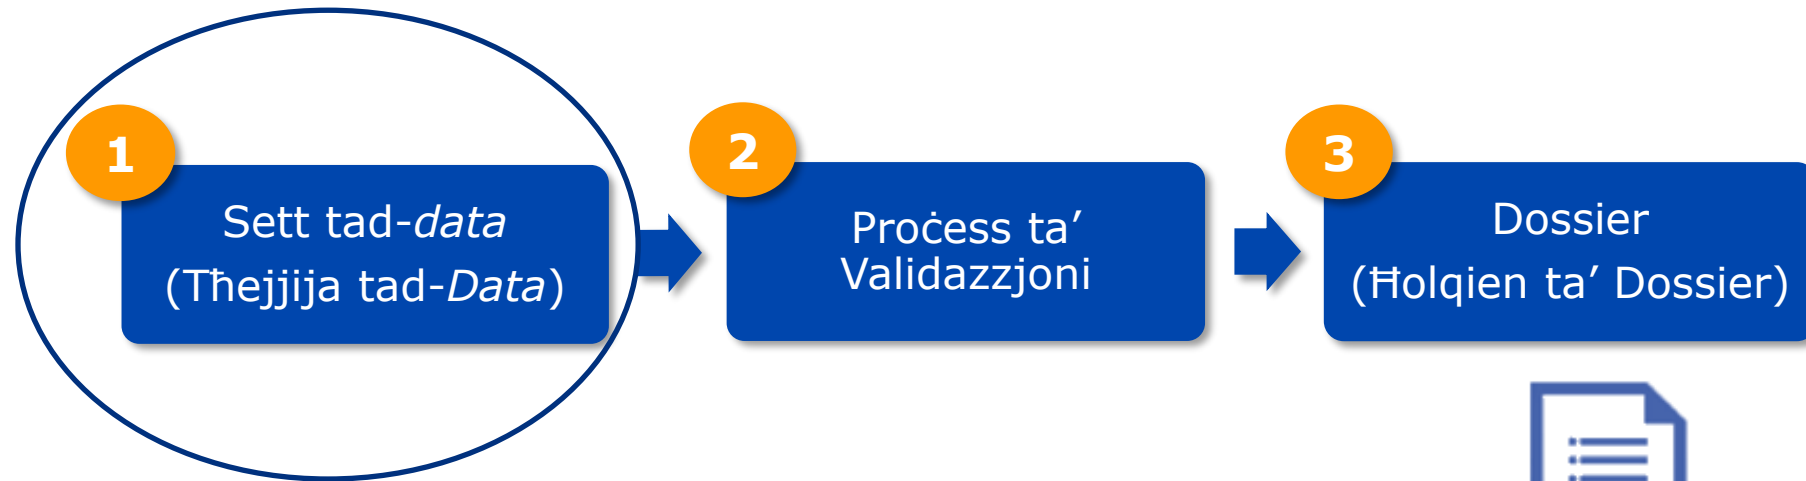 1
Sett tad-data
(Tħejjija tad-Data)
2
Proċess ta’
Validazzjoni
3
Dossier
(Ħolqien ta’ Dossier)